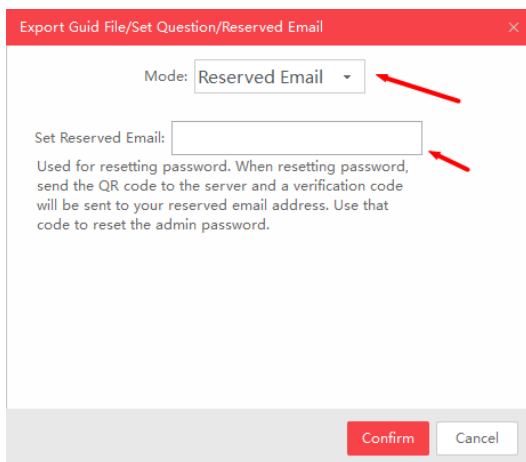 Export Guid File/Set Question/Reserved Email
Mode: Reserved Email
Set Reserved Email:
Used for resetting password. When resetting password,
send the QR code to the server and a verification code
will be sent to your reserved email address. Use that
code to reset the admin password.
Confirm Cancel